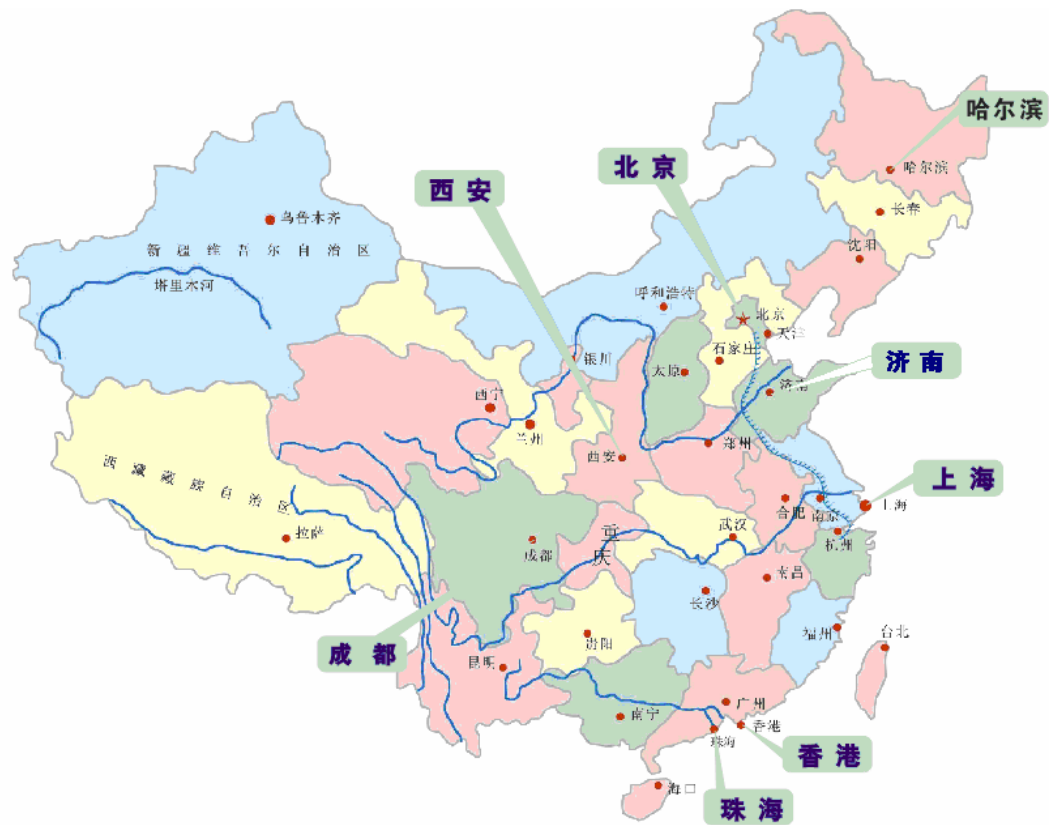 哈尔滨
北京
哈尔滨
西安
长春
乌鲁木齐
沈阳
新疆维吾尔自治区
塔里木河
呼和浩特
北京
天津
石家庄
银川
太原
济南
济南
西宁
兰州
郑州
西安
上海
西藏自治区
合肥
南京
上海
拉萨
成都
重庆
武汉
杭州
南昌
长沙
福州
台北
贵阳
成都
昆明
广州
南宁
香港
珠海
香港
海口
珠海